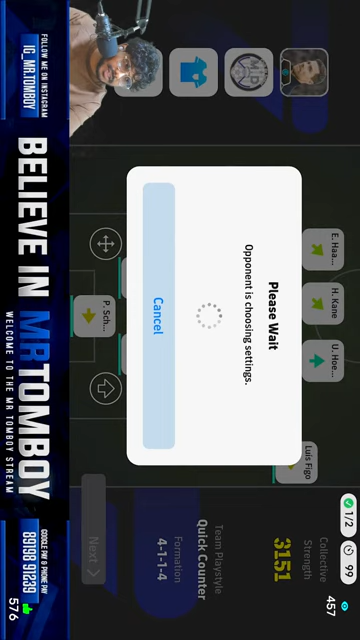 1/2
99
457
Collective
Strength
3151
Team Playstyle
Quick Counter
Formation
4-1-1-4
Next >
E. Haa...
H. Kane
U. Hoe...
Luis Figo
P. Sch...
Please Wait
Opponent is choosing settings.
Cancel
FOLLOW ME ON INSTAGRAM
IG_MR.TOMBOY
BELIEVE IN MRTOMBOY
WELCOME TO THE MR TOMBOY STREAM
GOOGLE PAY & PHONE PAY
89198 91239
576